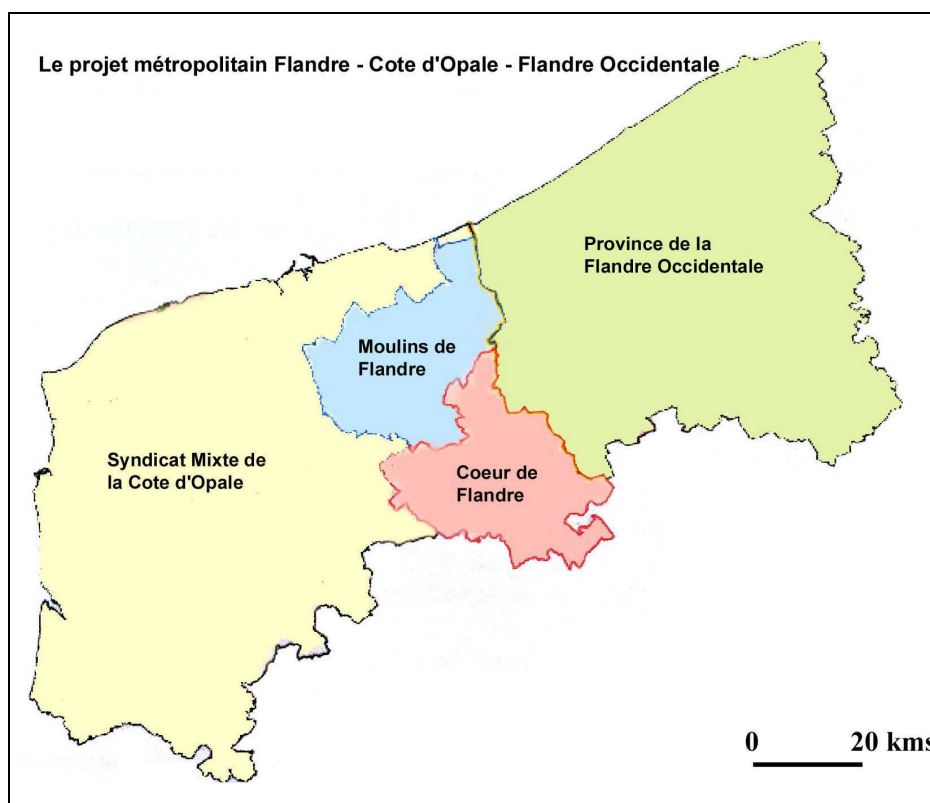 Le projet métropolitain Flandre - Cote d'Opale - Flandre Occidentale
Province de la
Flandre Occidentale
Moulins de
Flandre
Syndicat Mixte de
la Cote d'Opale
Coeur de
Flandre
0 20 kms